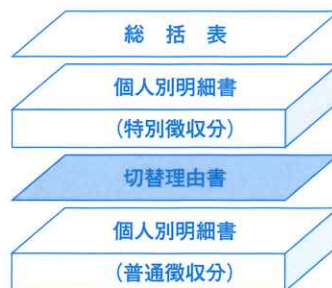 総 括 表
個人別明細書
(特別徴収分)
切替理由書
個人別明細書
(普通徴収分)